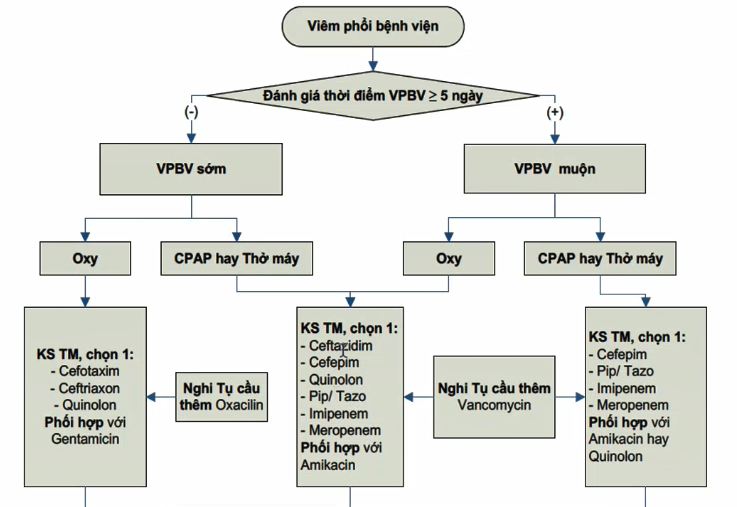 Viêm phổi bệnh viện
Đánh giá thời điểm VPBV ≥ 5 ngày
(-)
(+)
VPBV sớm
VPBV muộn
Oxy
CPAP hay Thở máy
Oxy
CPAP hay Thở máy
KS TM, chọn 1:
- Cefotaxim
- Ceftriaxon
- Quinolon
Phối hợp với
Gentamicin
Nghi Tụ cầu
thêm Oxacilin
KS TM, chọn 1:
- Ceftazidim
- Cefepim
- Quinolon
- Pip/ Tazo
- Imipenem
- Meropenem
Phối hợp với
Amikacin
Nghi Tụ cầu thêm
Vancomycin
KS TM, chọn 1:
- Cefepim
- Pip/ Tazo
- Imipenem
- Meropenem
Phối hợp với
Amikacin hay
Quinolon